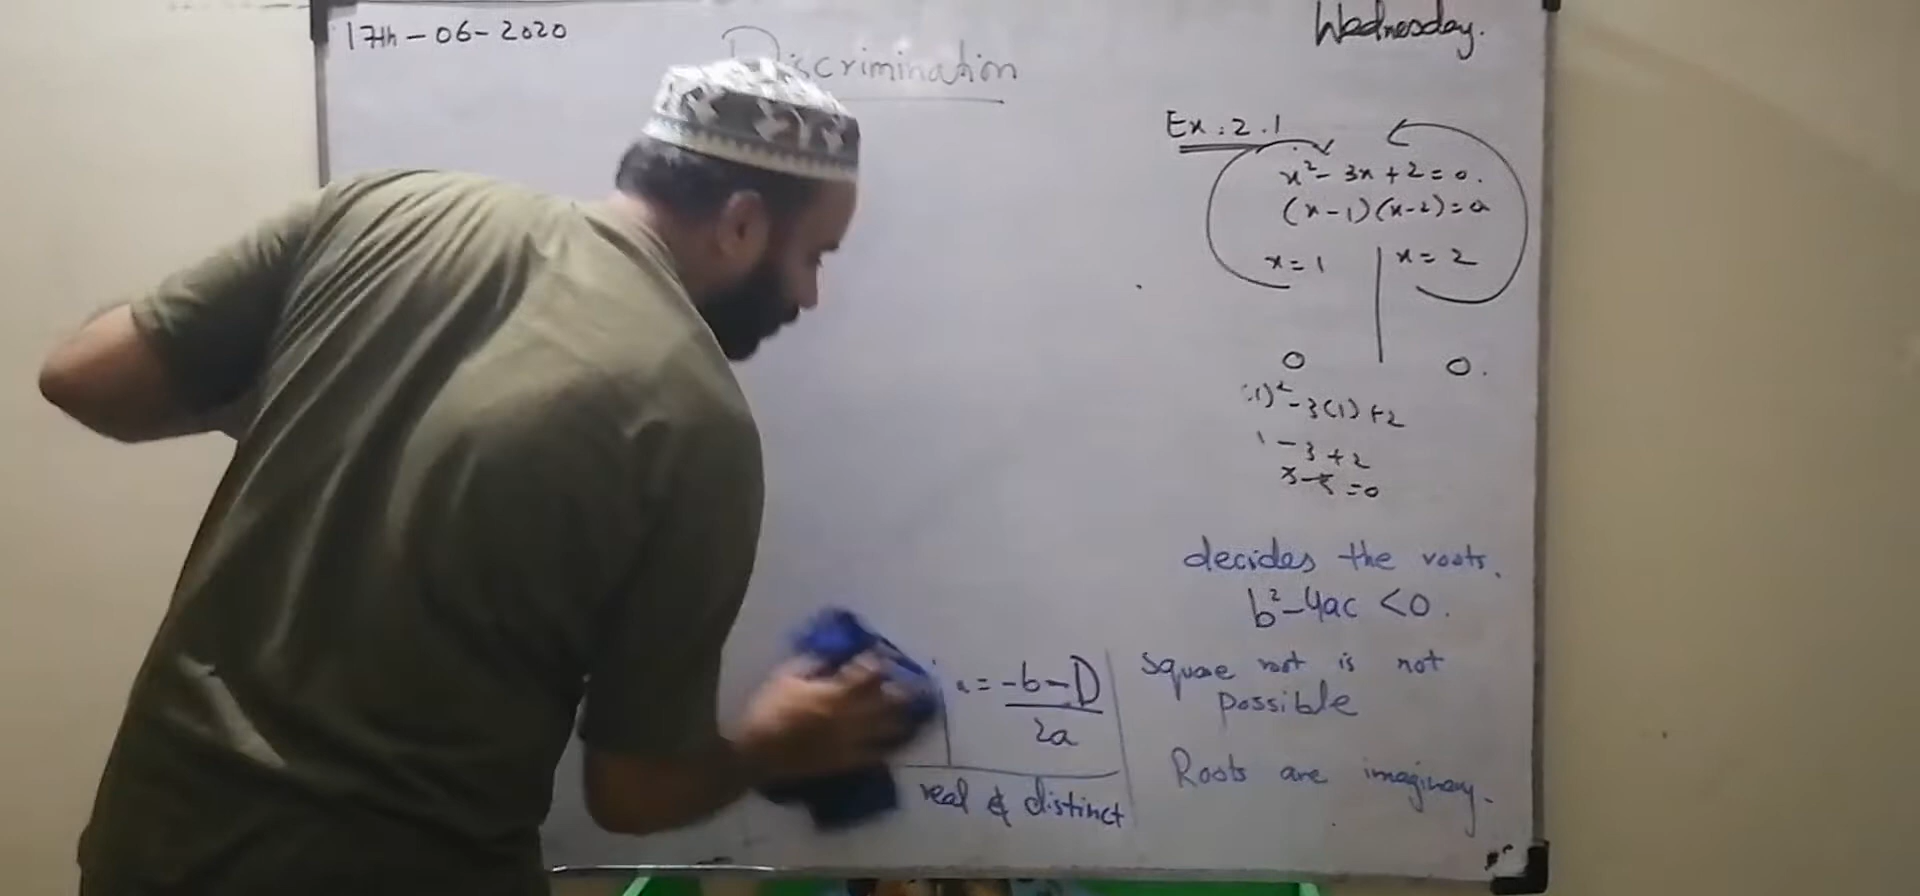 17th - 06 - 2020
Wednesday.
Discrimination
Ex : 2.1
x² - 3x + 2 = 0.
(x - 1)(x - 2) = 0
x = 1 | x = 2
0 0.
(1)² - 3(1) + 2
1 - 3 + 2
3 - 3 = 0
decides the roots.
b² - 4ac < 0.
square root is not
possible
Roots are imaginary.
= -b - D
2a
real & distinct